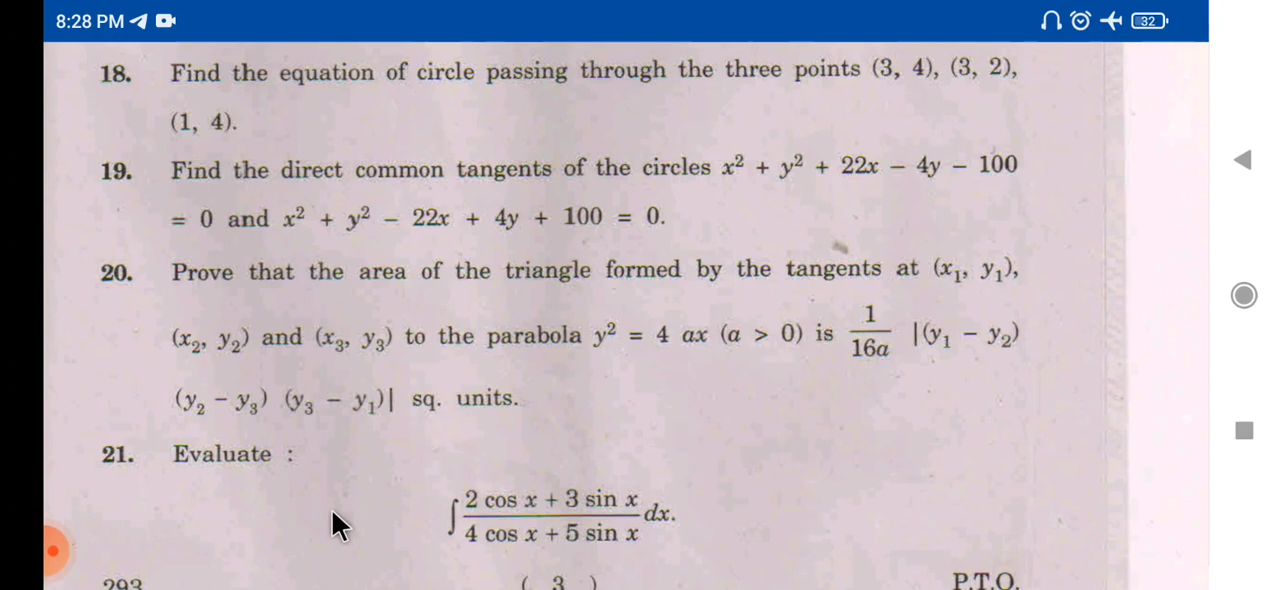 8:28 PM
32
18. Find the equation of circle passing through the three points (3, 4), (3, 2),
(1, 4).
19. Find the direct common tangents of the circles x² + y² + 22x − 4y − 100
= 0 and x² + y² − 22x + 4y + 100 = 0.
20. Prove that the area of the triangle formed by the tangents at (x₁, y₁),
(x₂, y₂) and (x₃, y₃) to the parabola y² = 4 ax (a > 0) is 1/16a |(y₁ − y₂)
(y₂ − y₃) (y₃ − y₁)| sq. units.
21. Evaluate :
∫ (2 cos x + 3 sin x)/(4 cos x + 5 sin x) dx.
293 ( 3 ) P.T.O.